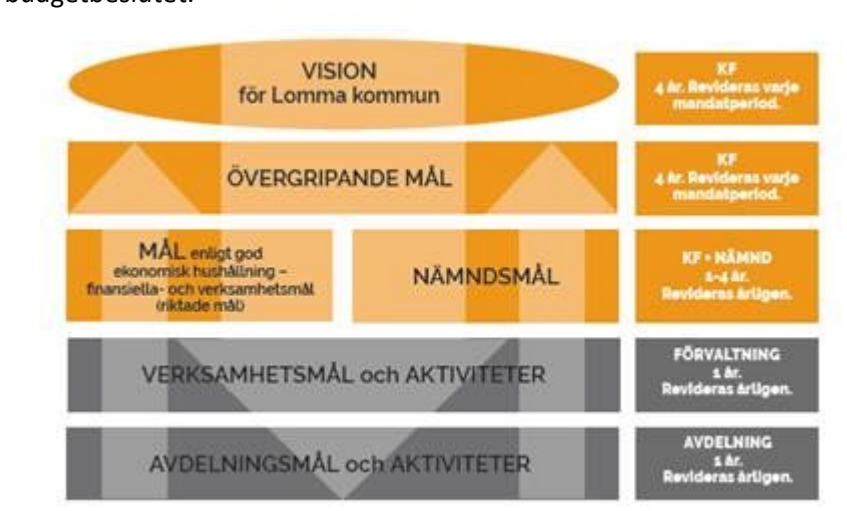 budgetbeslutet.
VISION
för Lomma kommun
KF
4 år. Revideras varje
mandatperiod.
ÖVERGRIPANDE MÅL
KF
4 år. Revideras varje
mandatperiod.
MÅL enligt god
ekonomisk hushållning –
finansiella- och verksamhetsmål
(riktade mål)
NÄMNDSMÅL
KF + NÄMND
1-4 år.
Revideras årligen.
VERKSAMHETSMÅL och AKTIVITETER
FÖRVALTNING
1 år.
Revideras årligen.
AVDELNINGSMÅL och AKTIVITETER
AVDELNING
1 år.
Revideras årligen.